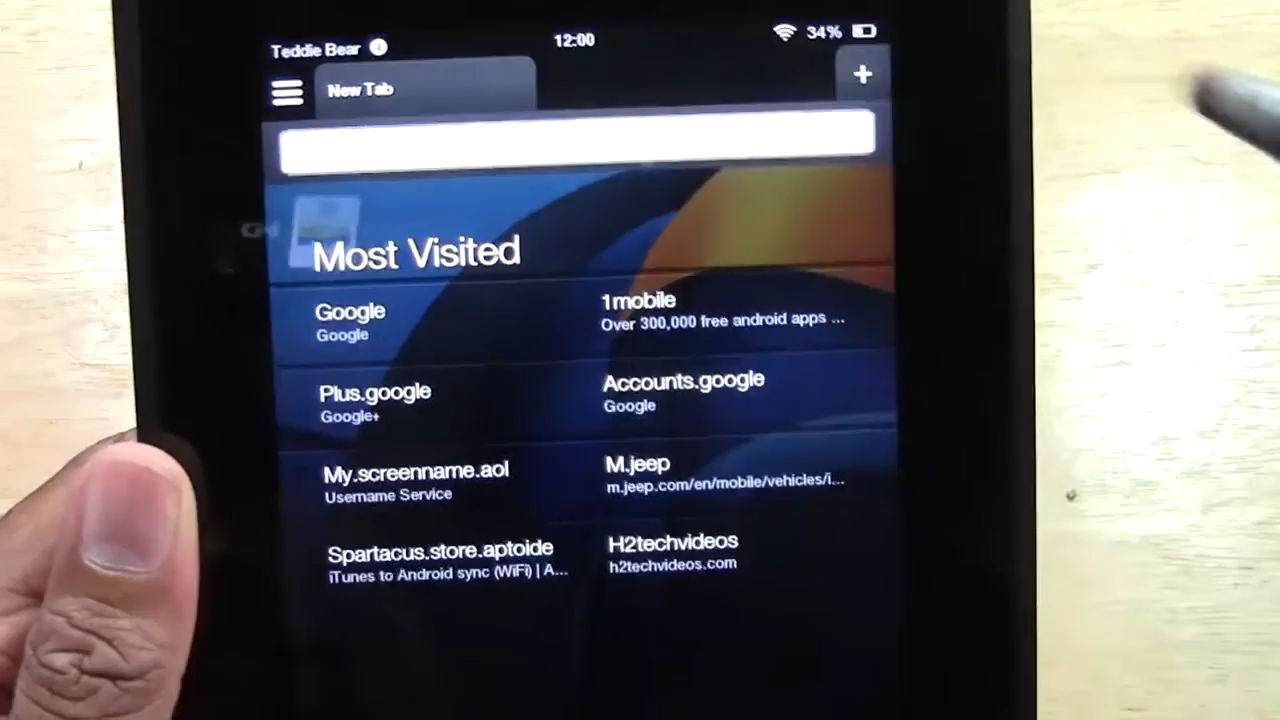 Teddie Bear 1 12:00 34%
New Tab +
Most Visited
Google
Google
1mobile
Over 300,000 free android apps ...
Plus.google
Google+
Accounts.google
Google
My.screenname.aol
Username Service
M.jeep
m.jeep.com/en/mobile/vehicles/i...
Spartacus.store.aptoide
iTunes to Android sync (WiFi) | A...
H2techvideos
h2techvideos.com